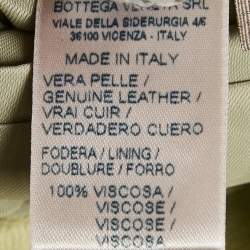 BOTTEGA VENETA SRL
VIALE DELLA SIDERURGIA 4/6
36100 VICENZA - ITALY
MADE IN ITALY
VERA PELLE/
GENUINE LEATHER/
VRAI CUIR/
VERDADERO CUERO
FODERA/LINING/
DOUBLURE/FORRO
100% VISCOSA/
VISCOSE/
VISCOSE/
VISCOSA